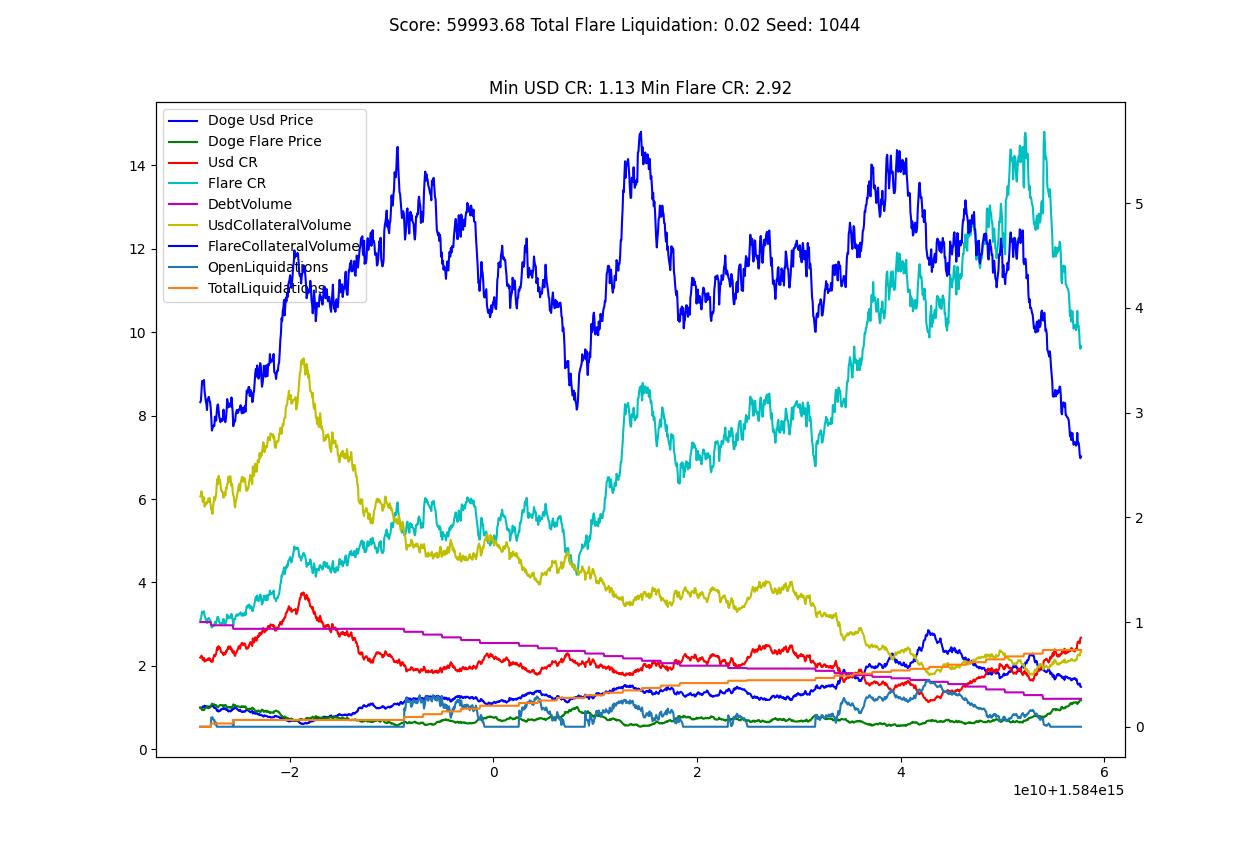 Score: 59993.68 Total Flare Liquidation: 0.02 Seed: 1044
Min USD CR: 1.13 Min Flare CR: 2.92
Doge Usd Price
Doge Flare Price
Usd CR
Flare CR
DebtVolume
UsdCollateralVolume
FlareCollateralVolume
OpenLiquidations
TotalLiquidations
14
12
10
8
6
4
2
0
5
4
3
2
1
0
−2 0 2 4 6
1e10+1.584e15